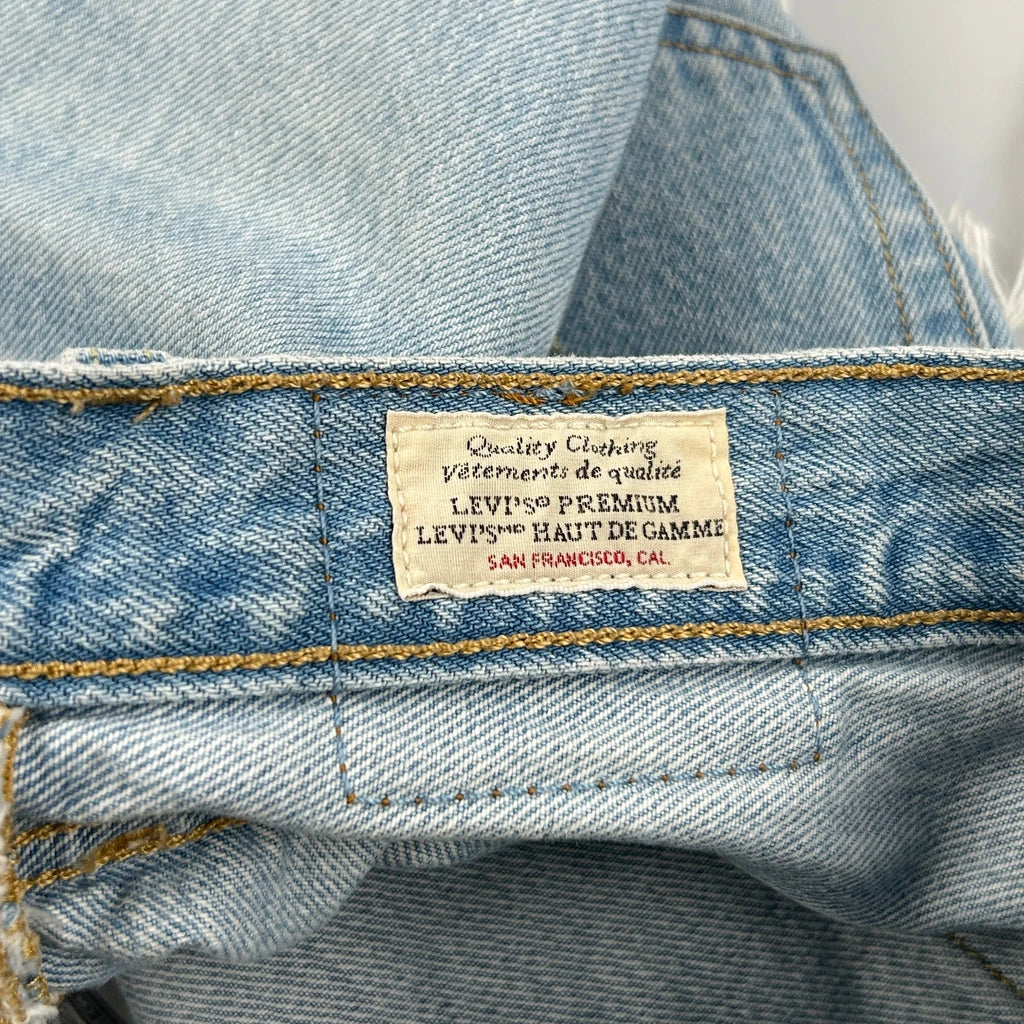 Quality Clothing
Vêtements de qualité
LEVI'S® PREMIUM
LEVI'Sᴹᴰ HAUT DE GAMME
SAN FRANCISCO, CAL.